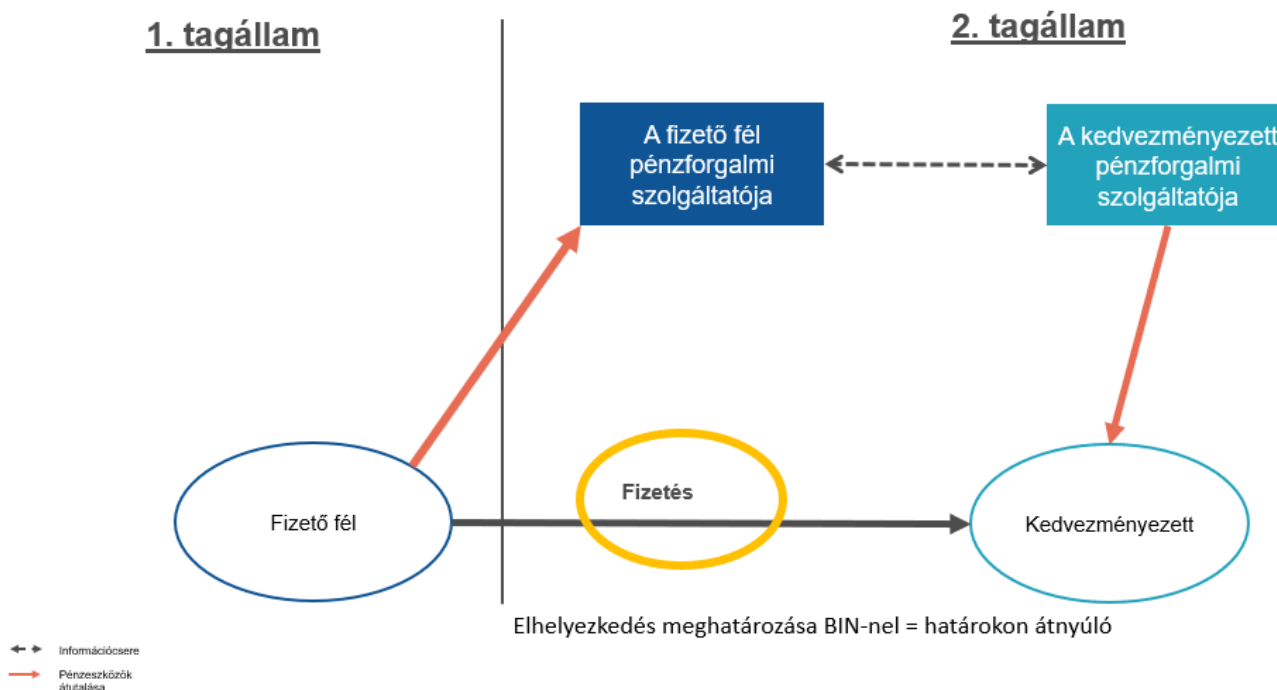 1. tagállam
2. tagállam
A fizető fél
pénzforgalmi
szolgáltatója
A kedvezményezett
pénzforgalmi
szolgáltatója
Fizetés
Fizető fél
Kedvezményezett
Elhelyezkedés meghatározása BIN-nel = határokon átnyúló
Információcsere
Pénzeszközök
átutalása